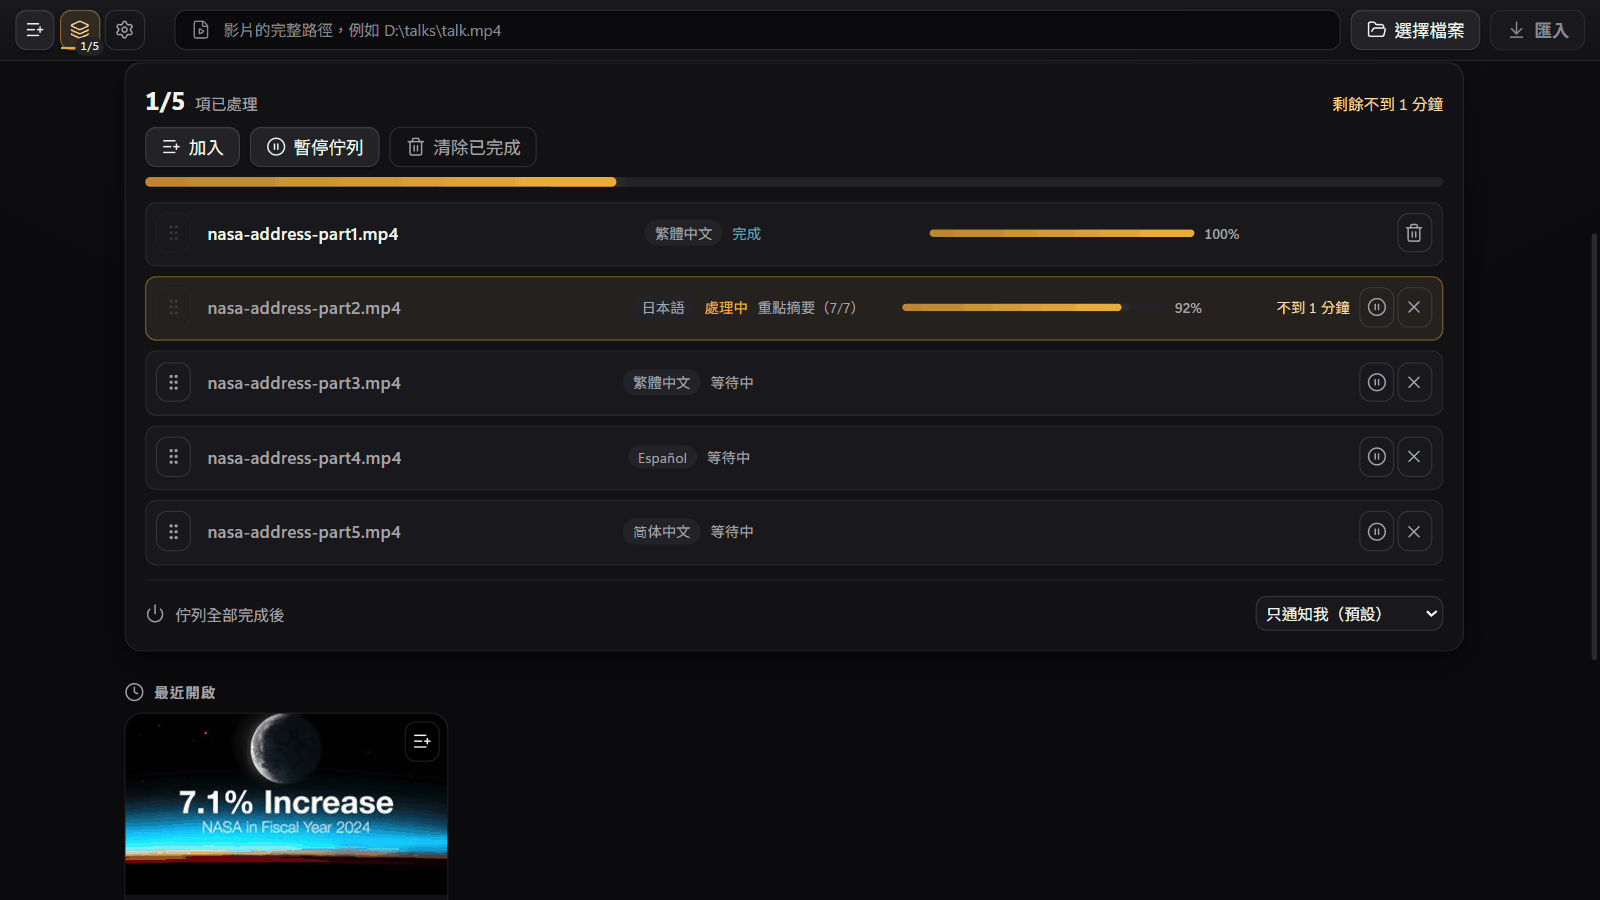 1/5
影片的完整路徑，例如 D:\talks\talk.mp4
選擇檔案
匯入
1/5 項已處理
剩餘不到 1 分鐘
加入
暫停佇列
清除已完成
nasa-address-part1.mp4 繁體中文 完成 100%
nasa-address-part2.mp4 日本語 處理中 重點摘要（7/7） 92% 不到 1 分鐘
nasa-address-part3.mp4 繁體中文 等待中
nasa-address-part4.mp4 Español 等待中
nasa-address-part5.mp4 简体中文 等待中
佇列全部完成後
只通知我（預設）
最近開啟
7.1% Increase
NASA in Fiscal Year 2024